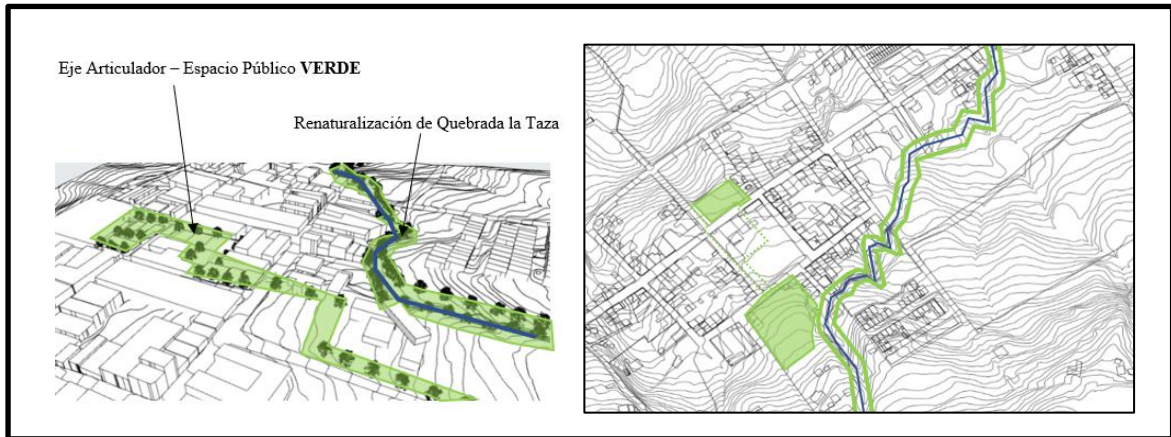 Eje Articulador – Espacio Público VERDE
Renaturalización de Quebrada la Taza